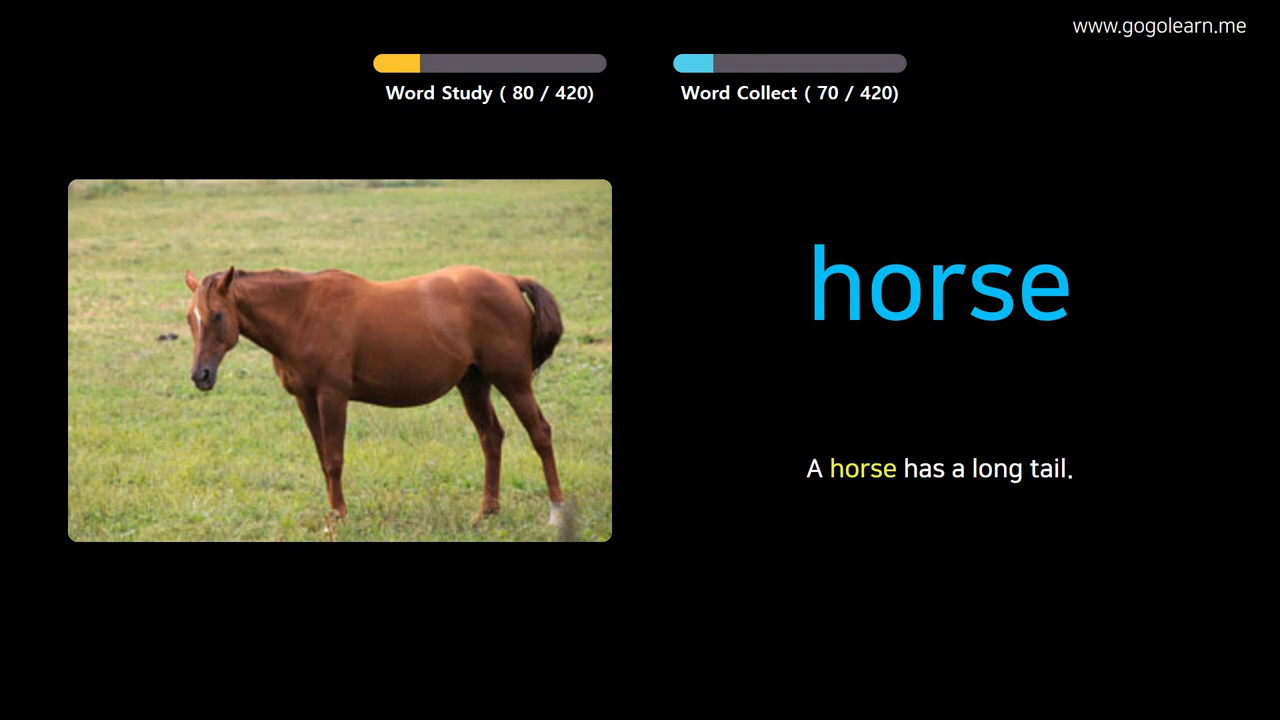 www.gogolearn.me
Word Study ( 80 / 420)
Word Collect ( 70 / 420)
horse
A horse has a long tail.